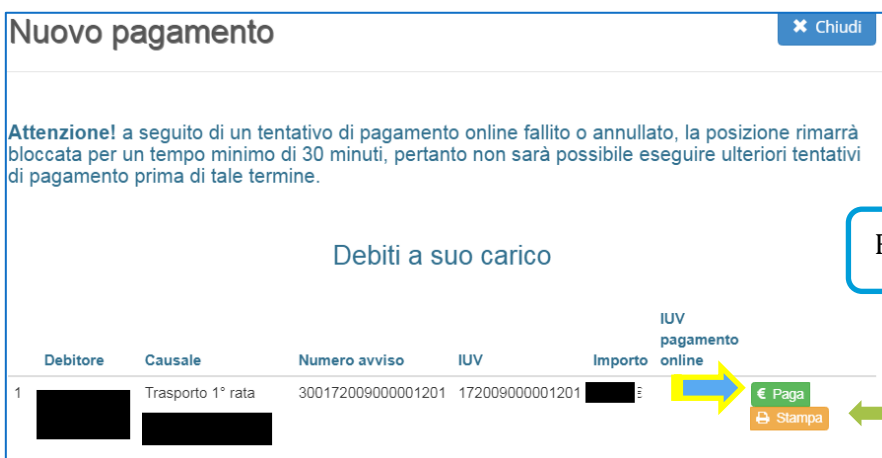 Nuovo pagamento
✖ Chiudi
Attenzione! a seguito di un tentativo di pagamento online fallito o annullato, la posizione rimarrà
bloccata per un tempo minimo di 30 minuti, pertanto non sarà possibile eseguire ulteriori tentativi
di pagamento prima di tale termine.
Debiti a suo carico
Debitore Causale Numero avviso IUV Importo IUV pagamento online
1 Trasporto 1° rata 300172009000001201 172009000001201 € Paga
Stampa